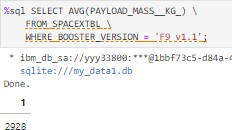 %sql SELECT AVG(PAYLOAD_MASS__KG_) \
FROM SPACEXTBL \
WHERE BOOSTER_VERSION = 'F9 v1.1';
* ibm_db_sa://yyy33800:***@1bbf73c5-d84a-4
sqlite:///my_data1.db
Done.
1
2928